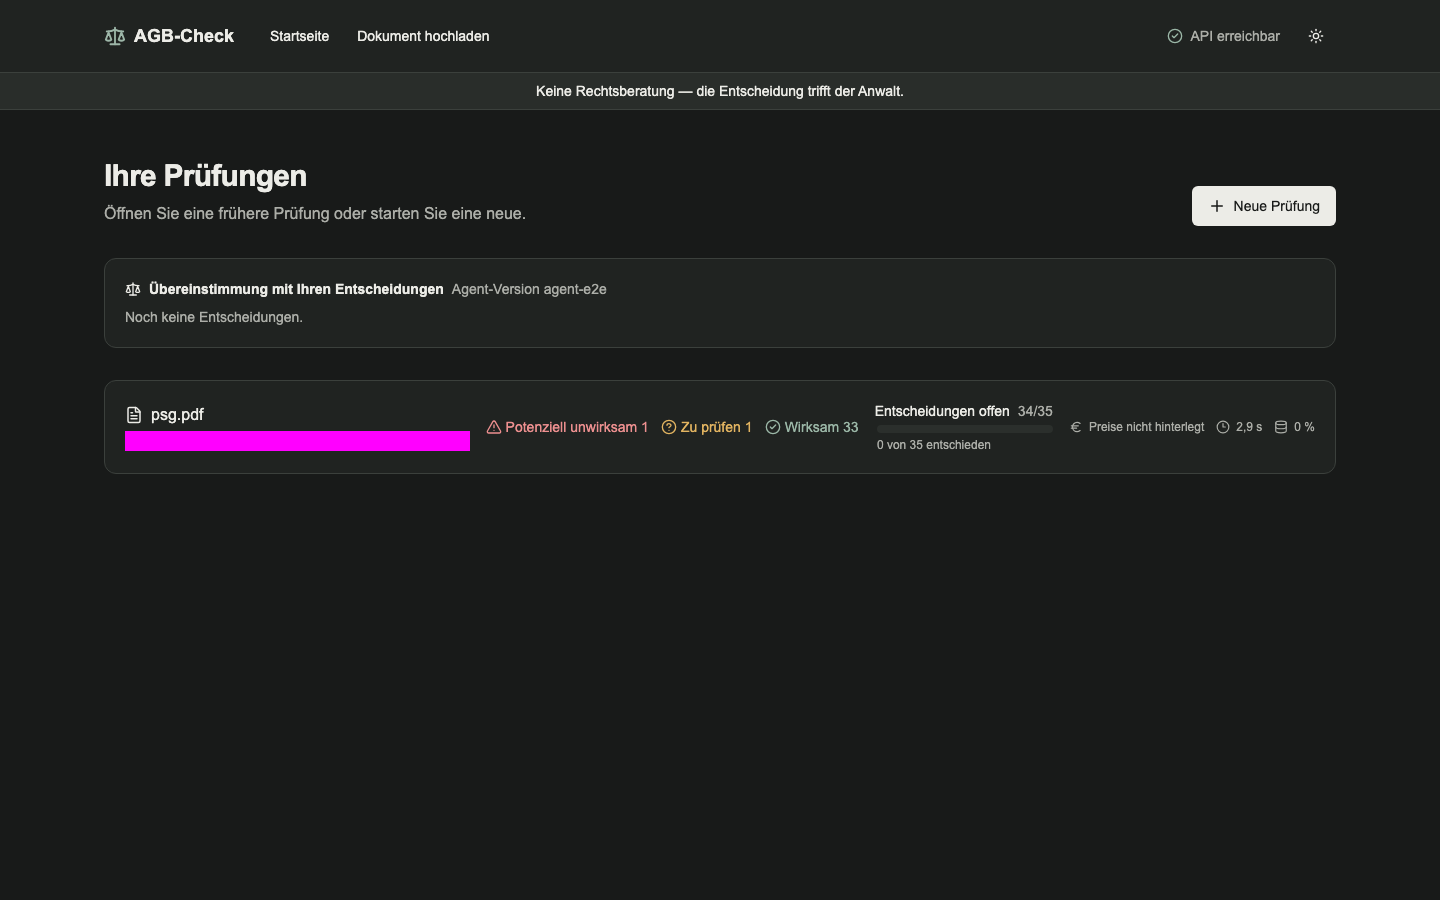 AGB-Check
Startseite
Dokument hochladen
API erreichbar
Keine Rechtsberatung — die Entscheidung trifft der Anwalt.
Ihre Prüfungen
Öffnen Sie eine frühere Prüfung oder starten Sie eine neue.
Neue Prüfung
Übereinstimmung mit Ihren Entscheidungen Agent-Version agent-e2e
Noch keine Entscheidungen.
psg.pdf
Potenziell unwirksam 1
Zu prüfen 1
Wirksam 33
Entscheidungen offen 34/35
0 von 35 entschieden
Preise nicht hinterlegt
2,9 s
0 %